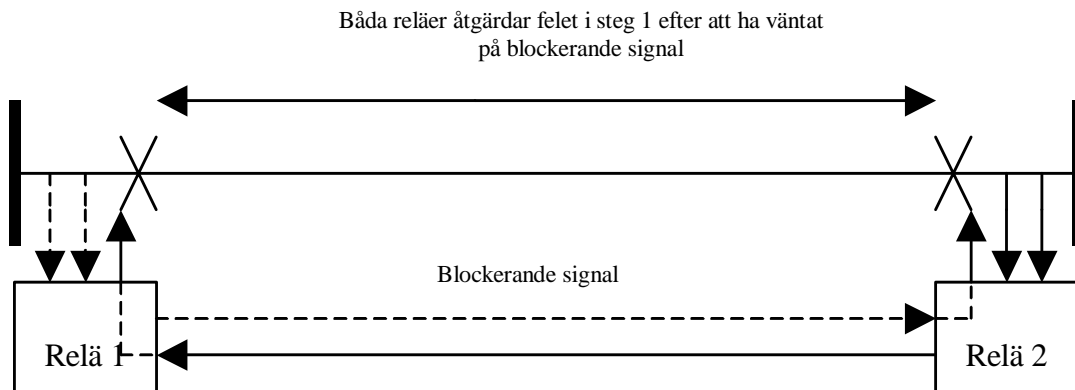 Båda reläer åtgärdar felet i steg 1 efter att ha väntat
på blockerande signal
Blockerande signal
Relä 1
Relä 2